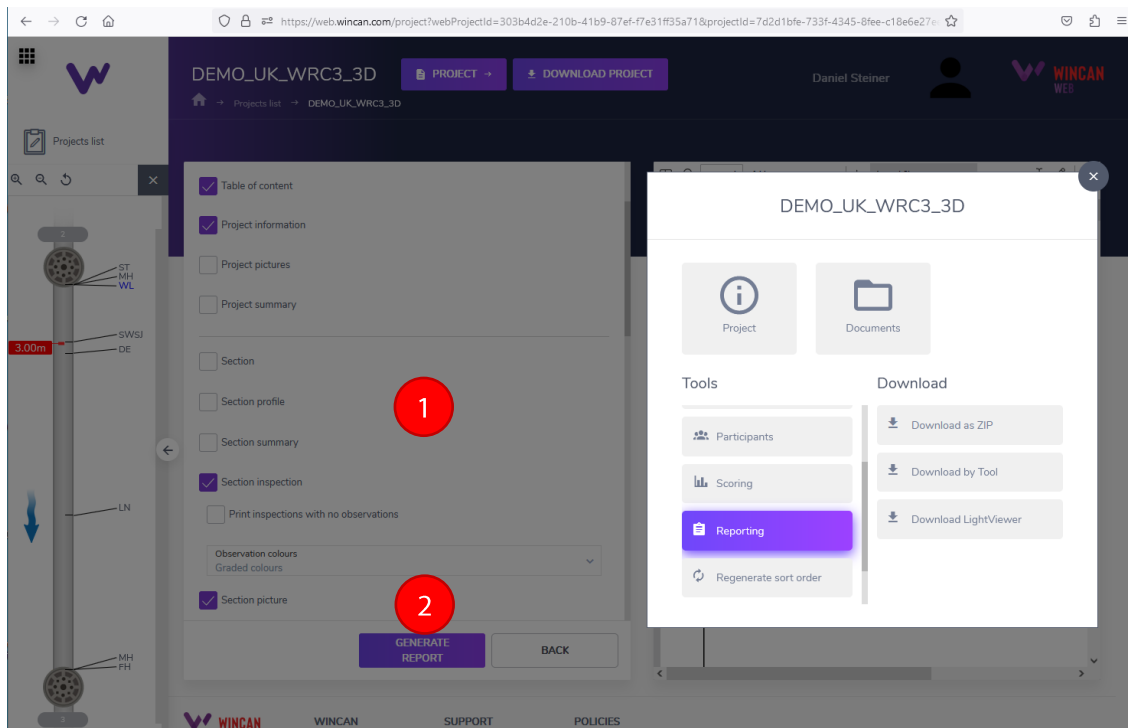 https://web.wincan.com/project?webProjectId=303b4d2e-210b-41b9-87ef-f7e31ff35a71&projectId=7d2d1bfe-733f-4345-8fee-c18e6e27e
DEMO_UK_WRC3_3D
PROJECT →
DOWNLOAD PROJECT
Daniel Steiner
WINCAN
WEB
→ Projects list → DEMO_UK_WRC3_3D
Projects list
2
ST
MH
WL
SWSJ
3.00m
DE
LN
MH
FH
3
Table of content
Project information
Project pictures
Project summary
Section
Section profile
1
Section summary
Section inspection
Print inspections with no observations
Observation colours
Graded colours
2
Section picture
GENERATE
REPORT
BACK
DEMO_UK_WRC3_3D
Project
Documents
Tools
Participants
Scoring
Reporting
Regenerate sort order
Download
Download as ZIP
Download by Tool
Download LightViewer
WINCAN
WINCAN
SUPPORT
POLICIES